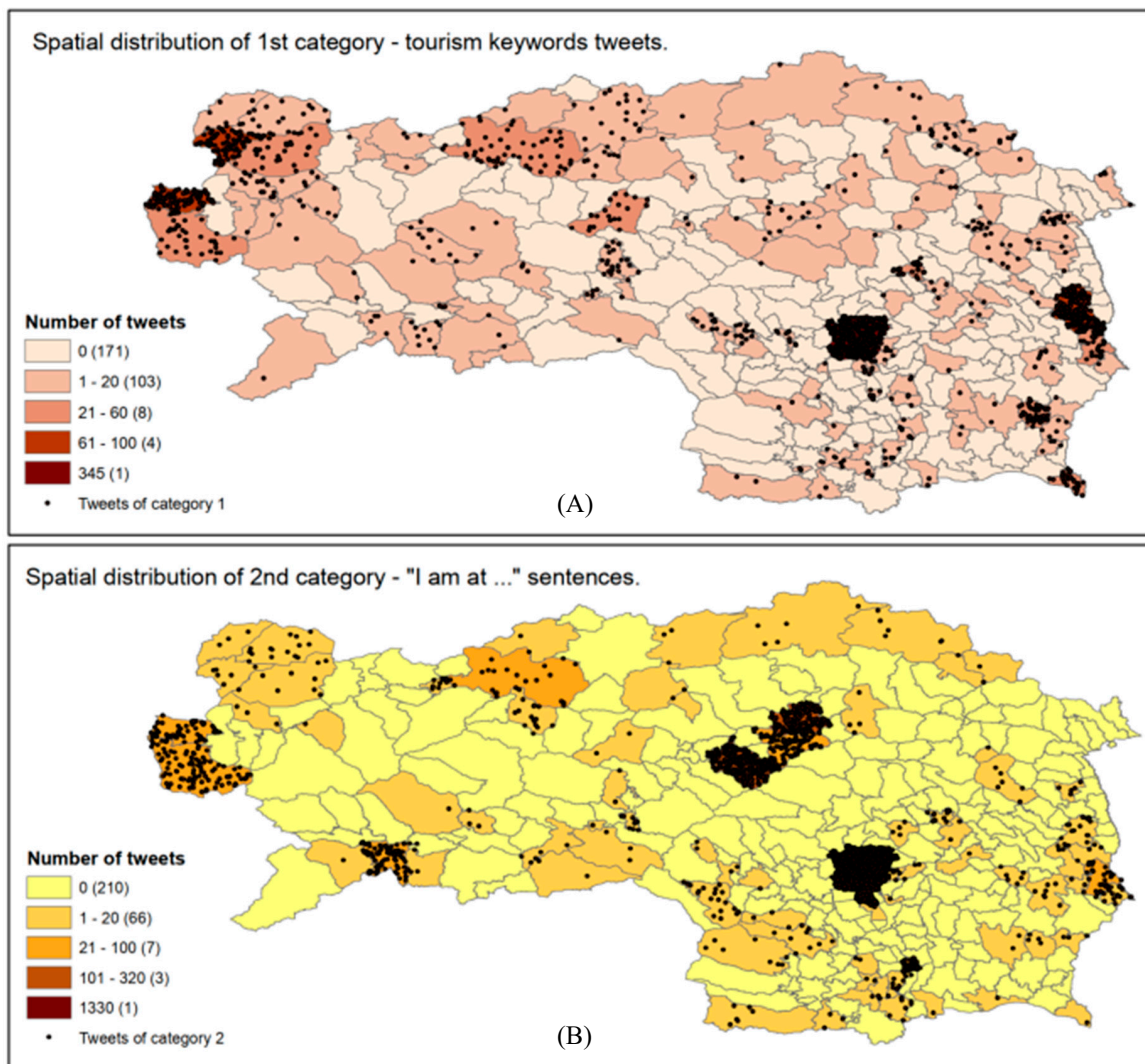 Spatial distribution of 1st category - tourism keywords tweets.
Number of tweets
0 (171)
1 - 20 (103)
21 - 60 (8)
61 - 100 (4)
345 (1)
Tweets of category 1
(A)
Spatial distribution of 2nd category - "I am at ..." sentences.
Number of tweets
0 (210)
1 - 20 (66)
21 - 100 (7)
101 - 320 (3)
1330 (1)
Tweets of category 2
(B)